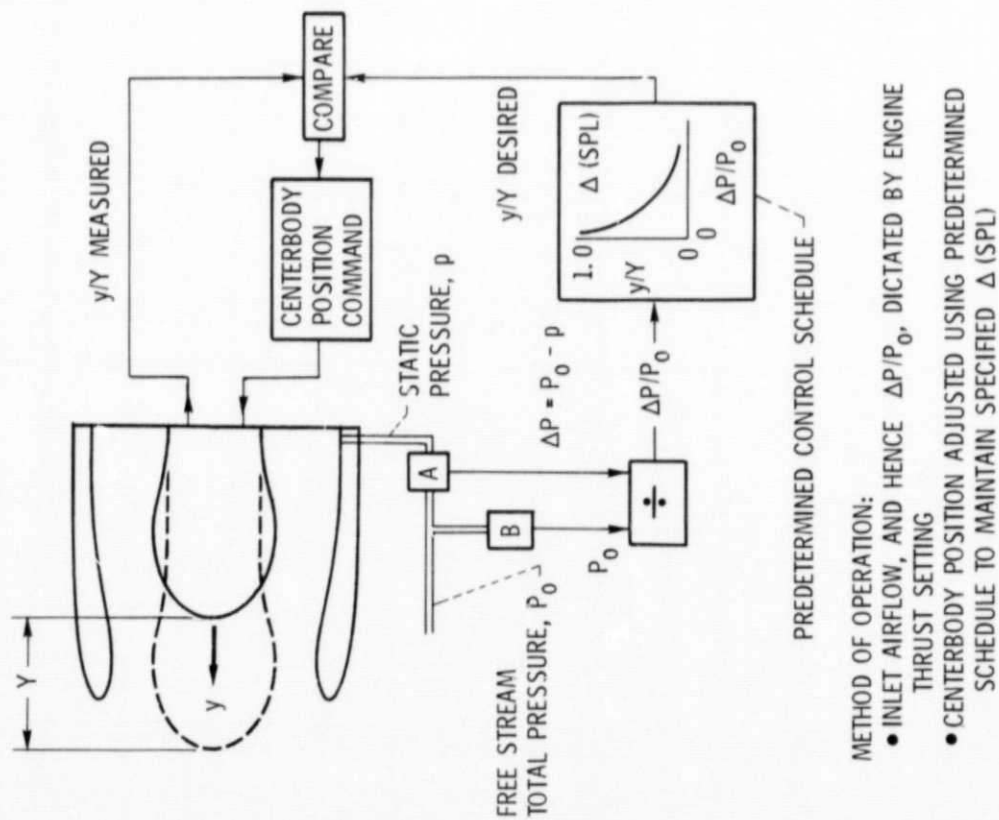 Y
y
y/Y MEASURED
COMPARE
CENTERBODY
POSITION
COMMAND
STATIC
PRESSURE, p
A
B
FREE STREAM
TOTAL PRESSURE, P₀
P₀
ΔP = P₀ - p
÷
ΔP/P₀
y/Y DESIRED
1.0
Δ (SPL)
y/Y
0
0
ΔP/P₀
PREDETERMINED CONTROL SCHEDULE
METHOD OF OPERATION:
• INLET AIRFLOW, AND HENCE ΔP/P₀, DICTATED BY ENGINE
THRUST SETTING
• CENTERBODY POSITION ADJUSTED USING PREDETERMINED
SCHEDULE TO MAINTAIN SPECIFIED Δ (SPL)